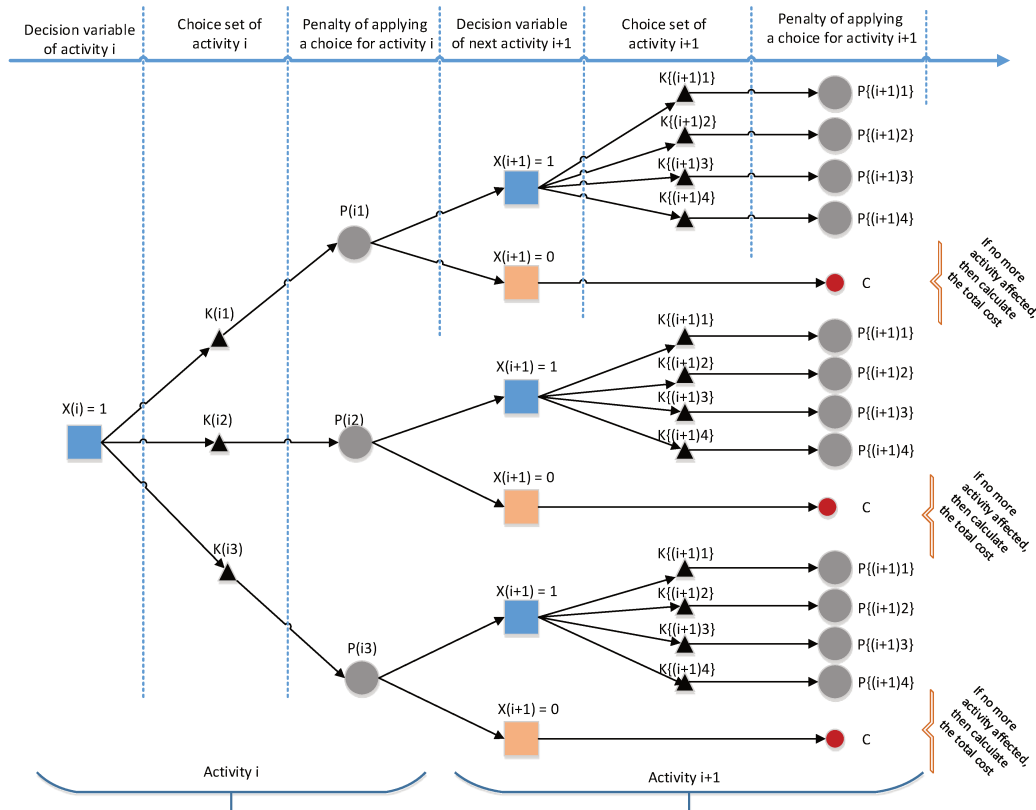 Decision variable
of activity i
Choice set of
activity i
Penalty of applying
a choice for activity i
Decision variable
of next activity i+1
Choice set of
activity i+1
Penalty of applying
a choice for activity i+1
X(i) = 1
K(i1)
K(i2)
K(i3)
P(i1)
P(i2)
P(i3)
X(i+1) = 1
K{(i+1)1}
P{(i+1)1}
K{(i+1)2}
P{(i+1)2}
K{(i+1)3}
P{(i+1)3}
K{(i+1)4}
P{(i+1)4}
X(i+1) = 0
C
If no more
activity affected,
then calculate
the total cost
X(i+1) = 1
K{(i+1)1}
P{(i+1)1}
K{(i+1)2}
P{(i+1)2}
K{(i+1)3}
P{(i+1)3}
K{(i+1)4}
P{(i+1)4}
X(i+1) = 0
C
If no more
activity affected,
then calculate
the total cost
X(i+1) = 1
K{(i+1)1}
P{(i+1)1}
K{(i+1)2}
P{(i+1)2}
K{(i+1)3}
P{(i+1)3}
K{(i+1)4}
P{(i+1)4}
X(i+1) = 0
C
If no more
activity affected,
then calculate
the total cost
Activity i
Activity i+1